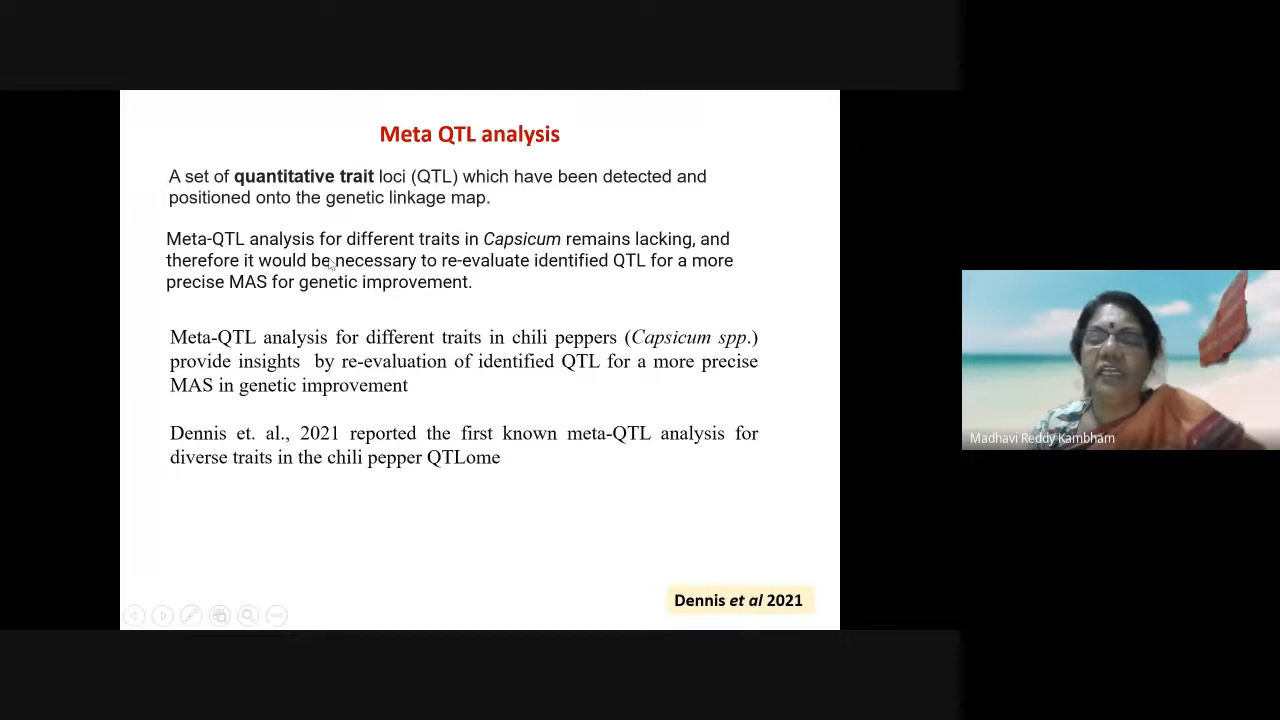 Meta QTL analysis
A set of quantitative trait loci (QTL) which have been detected and
positioned onto the genetic linkage map.
Meta-QTL analysis for different traits in Capsicum remains lacking, and
therefore it would be necessary to re-evaluate identified QTL for a more
precise MAS for genetic improvement.
Meta-QTL analysis for different traits in chili peppers (Capsicum spp.)
provide insights by re-evaluation of identified QTL for a more precise
MAS in genetic improvement
Dennis et. al., 2021 reported the first known meta-QTL analysis for
diverse traits in the chili pepper QTLome
Dennis et al 2021
Madhavi Reddy Kambham